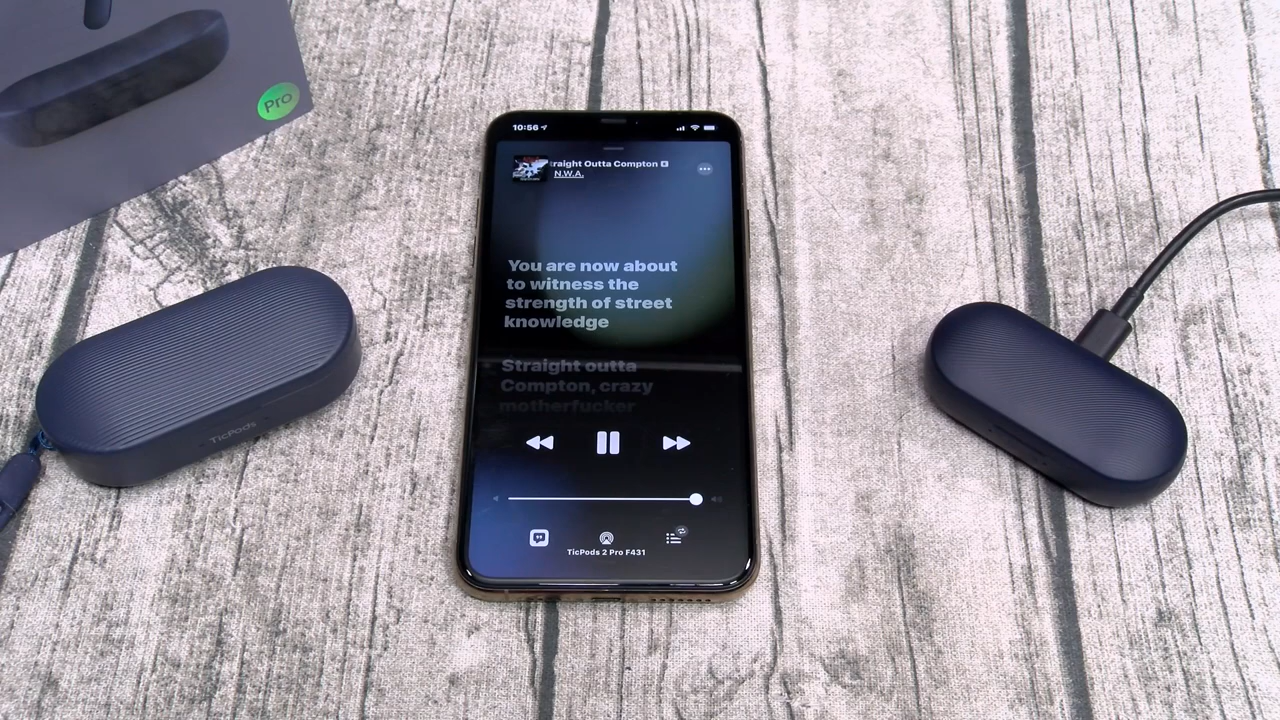 Pro
10:56
raight Outta Compton E
N.W.A.
You are now about
to witness the
strength of street
knowledge
Straight outta
Compton, crazy
motherfucker
TicPods 2 Pro F431
TicPods